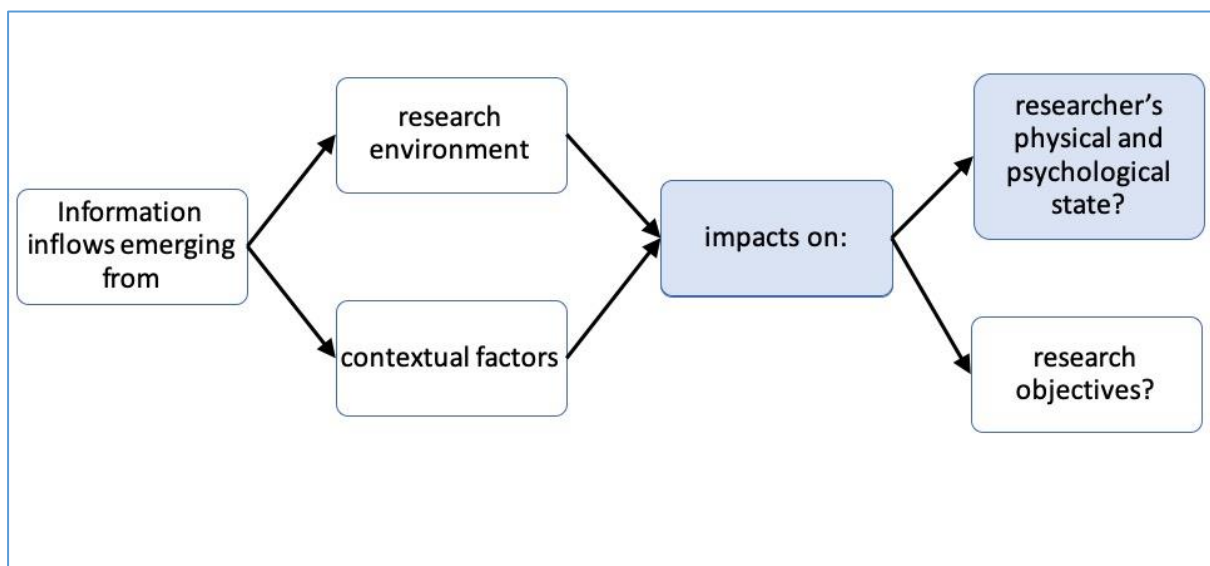 Information
inflows emerging
from
research
environment
contextual factors
impacts on:
researcher’s
physical and
psychological
state?
research
objectives?